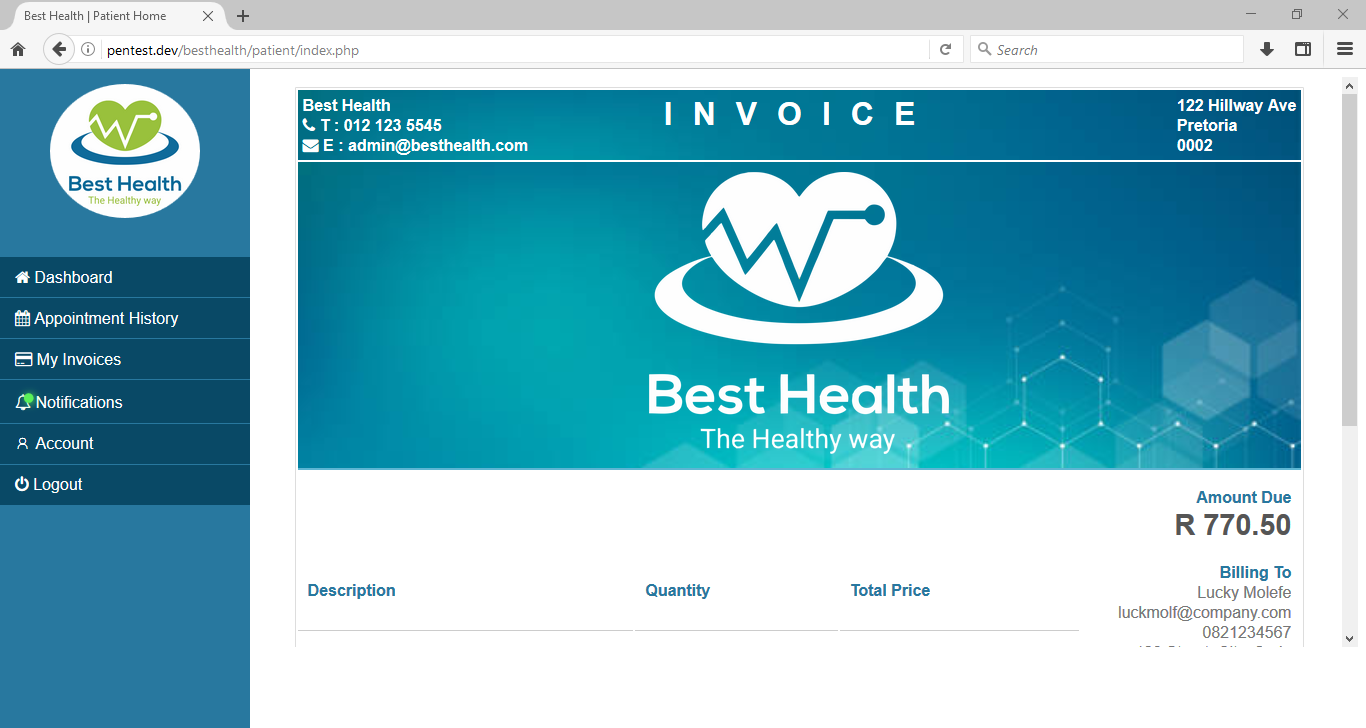 Best Health | Patient Home
pentest.dev/besthealth/patient/index.php
Search
Best Health
The Healthy way
Dashboard
Appointment History
My Invoices
Notifications
Account
Logout
Best Health
T : 012 123 5545
E : admin@besthealth.com
INVOICE
122 Hillway Ave
Pretoria
0002
Best Health
The Healthy way
Amount Due
R 770.50
Description Quantity Total Price
Billing To
Lucky Molefe
luckmolf@company.com
0821234567